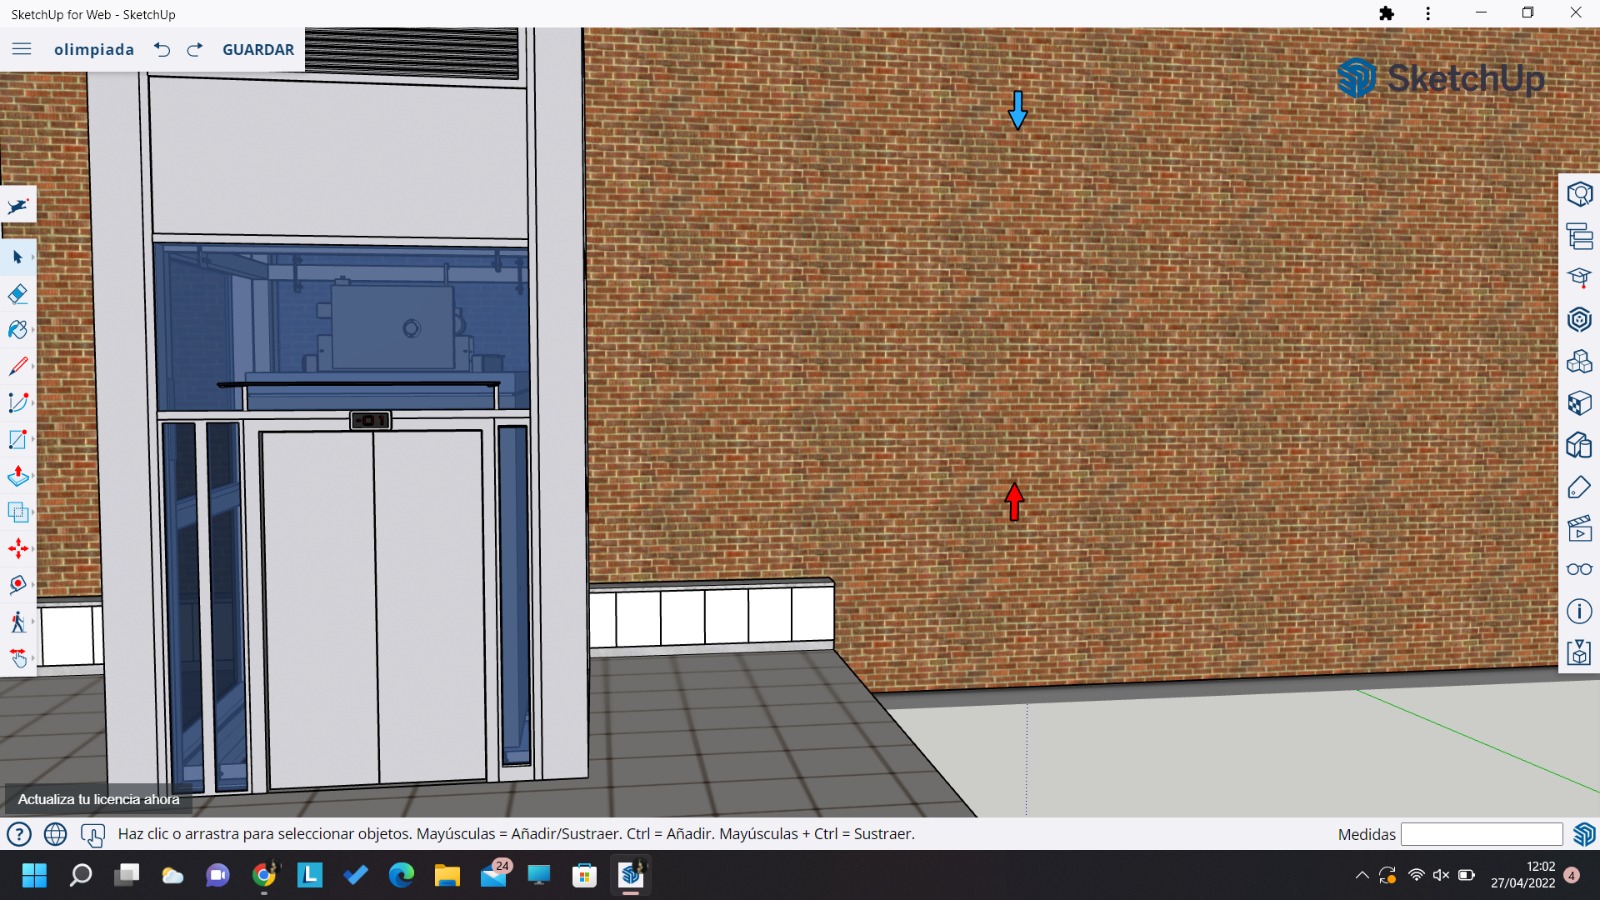 SketchUp for Web - SketchUp
olimpiada
GUARDAR
SketchUp
-01
Actualiza tu licencia ahora
Haz clic o arrastra para seleccionar objetos. Mayúsculas = Añadir/Sustraer. Ctrl = Añadir. Mayúsculas + Ctrl = Sustraer.
Medidas
24
L
12:02
27/04/2022
4